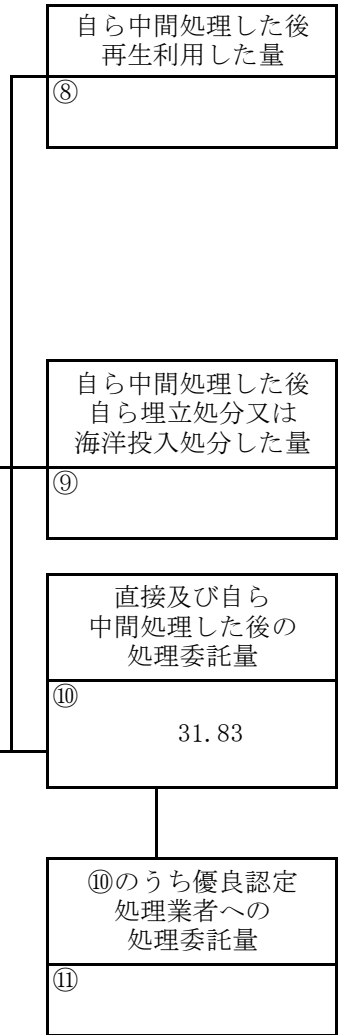 自ら中間処理した後
再生利用した量
⑧
自ら中間処理した後
自ら埋立処分又は
海洋投入処分した量
⑨
直接及び自ら
中間処理した後の
処理委託量
⑩
31.83
⑩のうち優良認定
処理業者への
処理委託量
⑪